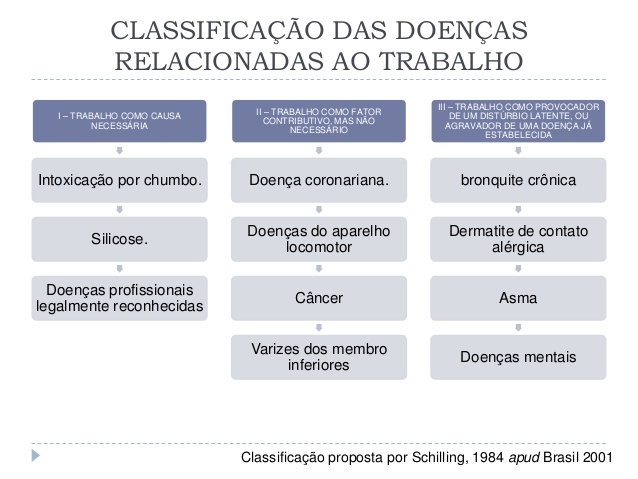 CLASSIFICAÇÃO DAS DOENÇAS
RELACIONADAS AO TRABALHO
I – TRABALHO COMO CAUSA
NECESSÁRIA
Intoxicação por chumbo.
Silicose.
Doenças profissionais
legalmente reconhecidas
II – TRABALHO COMO FATOR
CONTRIBUTIVO, MAS NÃO
NECESSÁRIO
Doença coronariana.
Doenças do aparelho
locomotor
Câncer
Varizes dos membro
inferiores
III – TRABALHO COMO PROVOCADOR
DE UM DISTÚRBIO LATENTE, OU
AGRAVADOR DE UMA DOENÇA JÁ
ESTABELECIDA
bronquite crônica
Dermatite de contato
alérgica
Asma
Doenças mentais
Classificação proposta por Schilling, 1984 apud Brasil 2001